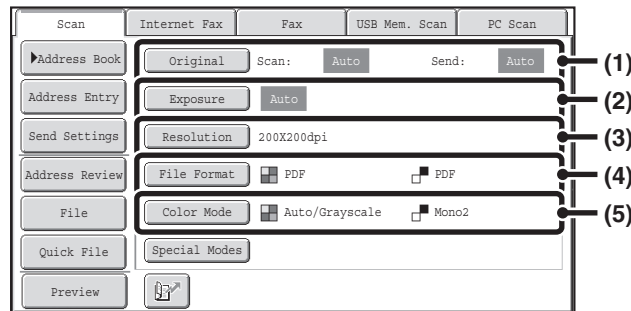 Scan Internet Fax Fax USB Mem. Scan PC Scan
Address Book Original Scan: Auto Send: Auto (1)
Address Entry Exposure Auto (2)
Send Settings Resolution 200X200dpi (3)
Address Review File Format PDF PDF (4)
File Color Mode Auto/Grayscale Mono2 (5)
Quick File Special Modes
Preview